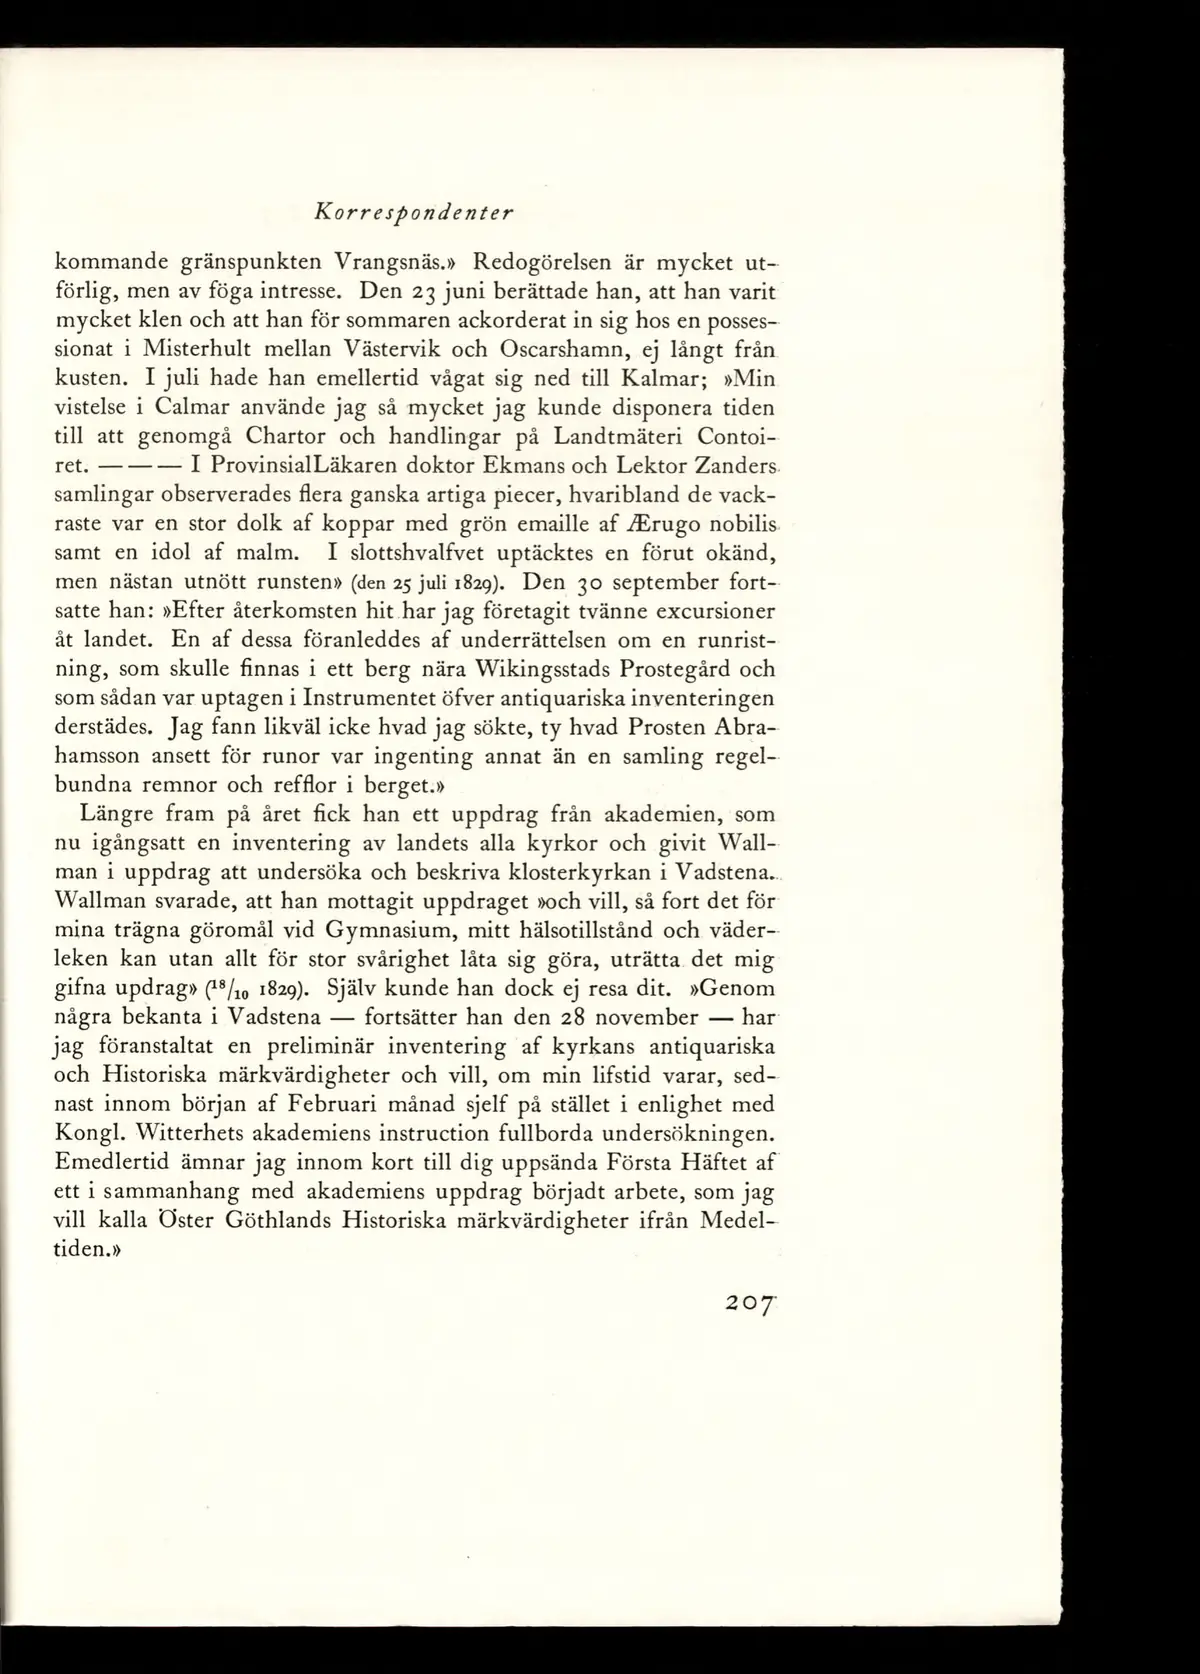 Korrespondenter
kommande gränspunkten Vrangsnäs.» Redogörelsen är mycket ut-
förlig, men av föga intresse. Den 23 juni berättade han, att han varit
mycket klen och att han för sommaren ackorderat in sig hos en posses-
sionat i Misterhult mellan Västervik och Oscarshamn, ej långt från
kusten. I juli hade han emellertid vågat sig ned till Kalmar; »Min
vistelse i Calmar använde jag så mycket jag kunde disponera tiden
till att genomgå Chartor och handlingar på Landtmäteri Contoi-
ret. — — — I ProvinsialLäkaren doktor Ekmans och Lektor Zanders
samlingar observerades flera ganska artiga piecer, hvaribland de vack-
raste var en stor dolk af koppar med grön emaille af Ærugo nobilis
samt en idol af malm. I slottshvalfvet uptäcktes en förut okänd,
men nästan utnött runsten» (den 25 juli 1829). Den 30 september fort-
satte han: »Efter återkomsten hit har jag företagit tvänne excursioner
åt landet. En af dessa föranleddes af underrättelsen om en runrist-
ning, som skulle finnas i ett berg nära Wikingsstads Prostegård och
som sådan var uptagen i Instrumentet öfver antiquariska inventeringen
derstädes. Jag fann likväl icke hvad jag sökte, ty hvad Prosten Abra-
hamsson ansett för runor var ingenting annat än en samling regel-
bundna remnor och refflor i berget.»
Längre fram på året fick han ett uppdrag från akademien, som
nu igångsatt en inventering av landets alla kyrkor och givit Wall-
man i uppdrag att undersöka och beskriva klosterkyrkan i Vadstena.
Wallman svarade, att han mottagit uppdraget »och vill, så fort det för
mina trägna göromål vid Gymnasium, mitt hälsotillstånd och väder-
leken kan utan allt för stor svårighet låta sig göra, uträtta det mig
gifna updrag» (18/10 1829). Själv kunde han dock ej resa dit. »Genom
några bekanta i Vadstena — fortsätter han den 28 november — har
jag föranstaltat en preliminär inventering af kyrkans antiquariska
och Historiska märkvärdigheter och vill, om min lifstid varar, sed-
nast innom början af Februari månad sjelf på stället i enlighet med
Kongl. Witterhets akademiens instruction fullborda undersökningen.
Emedlertid ämnar jag innom kort till dig uppsända Första Häftet af
ett i sammanhang med akademiens uppdrag börjadt arbete, som jag
vill kalla Öster Göthlands Historiska märkvärdigheter ifrån Medel-
tiden.»
207